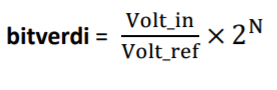 bitverdi = Volt_in / Volt_ref × 2^N